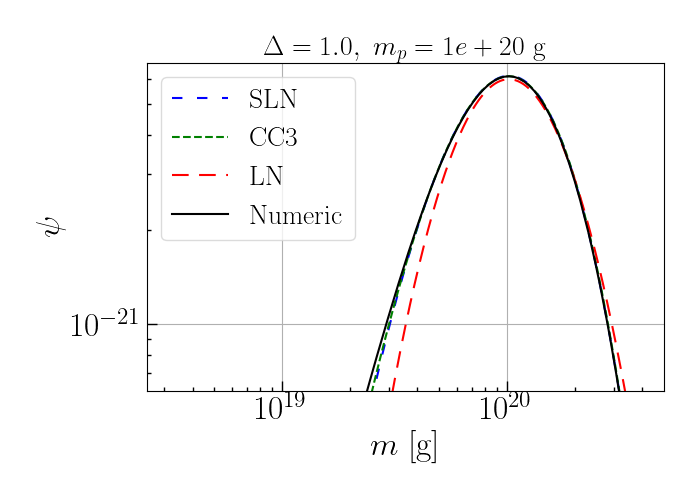 Δ = 1.0, m_p = 1e + 20 g
SLN
CC3
LN
Numeric
ψ
10^{-21}
10^{19}
10^{20}
m [g]